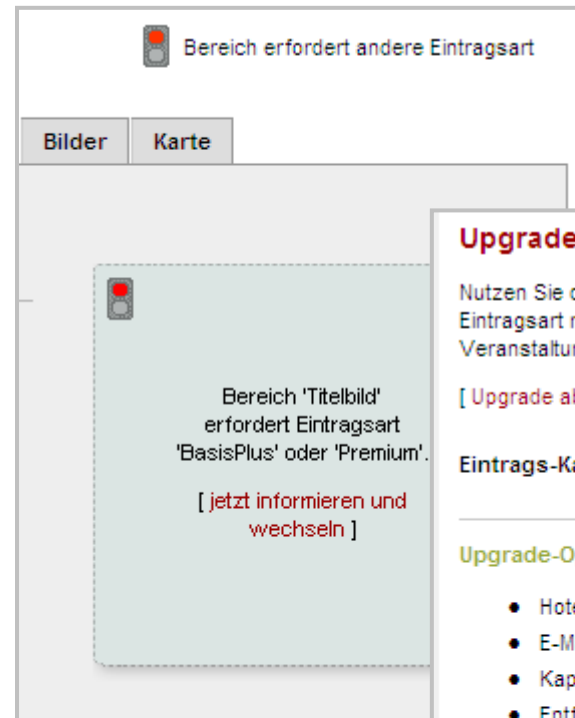 Bereich erfordert andere Eintragsart
Bilder Karte
Bereich 'Titelbild'
erfordert Eintragsart
'BasisPlus' oder 'Premium'.
[ jetzt informieren und
wechseln ]
Upgrade
Nutzen Sie
Eintragsart
[ Upgrade